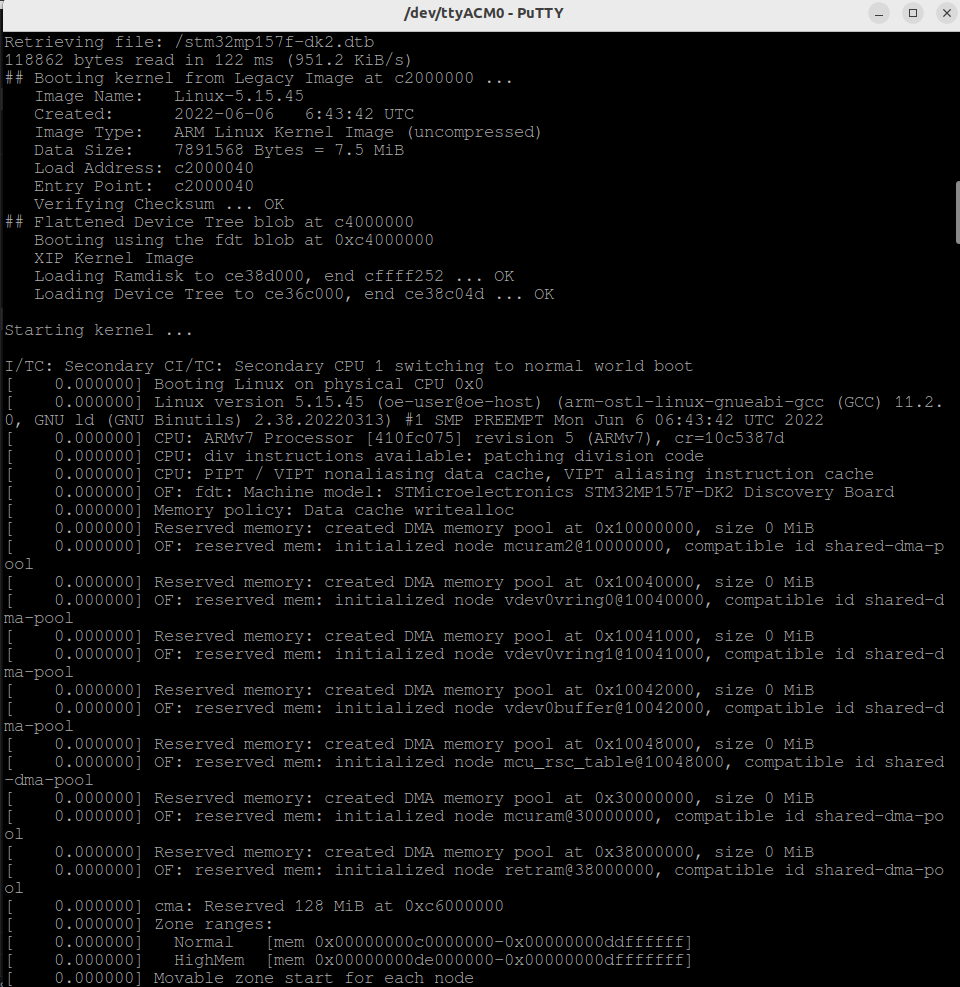 /dev/ttyACM0 - PuTTY
Retrieving file: /stm32mp157f-dk2.dtb
118862 bytes read in 122 ms (951.2 KiB/s)
## Booting kernel from Legacy Image at c2000000 ...
   Image Name:   Linux-5.15.45
   Created:      2022-06-06   6:43:42 UTC
   Image Type:   ARM Linux Kernel Image (uncompressed)
   Data Size:    7891568 Bytes = 7.5 MiB
   Load Address: c2000040
   Entry Point:  c2000040
   Verifying Checksum ... OK
## Flattened Device Tree blob at c4000000
   Booting using the fdt blob at 0xc4000000
   XIP Kernel Image
   Loading Ramdisk to ce38d000, end cffff252 ... OK
   Loading Device Tree to ce36c000, end ce38c04d ... OK
Starting kernel ...
I/TC: Secondary CI/TC: Secondary CPU 1 switching to normal world boot
[    0.000000] Booting Linux on physical CPU 0x0
[    0.000000] Linux version 5.15.45 (oe-user@oe-host) (arm-ostl-linux-gnueabi-gcc (GCC) 11.2.
0, GNU ld (GNU Binutils) 2.38.20220313) #1 SMP PREEMPT Mon Jun 6 06:43:42 UTC 2022
[    0.000000] CPU: ARMv7 Processor [410fc075] revision 5 (ARMv7), cr=10c5387d
[    0.000000] CPU: div instructions available: patching division code
[    0.000000] CPU: PIPT / VIPT nonaliasing data cache, VIPT aliasing instruction cache
[    0.000000] OF: fdt: Machine model: STMicroelectronics STM32MP157F-DK2 Discovery Board
[    0.000000] Memory policy: Data cache writealloc
[    0.000000] Reserved memory: created DMA memory pool at 0x10000000, size 0 MiB
[    0.000000] OF: reserved mem: initialized node mcuram2@10000000, compatible id shared-dma-p
ool
[    0.000000] Reserved memory: created DMA memory pool at 0x10040000, size 0 MiB
[    0.000000] OF: reserved mem: initialized node vdev0vring0@10040000, compatible id shared-d
ma-pool
[    0.000000] Reserved memory: created DMA memory pool at 0x10041000, size 0 MiB
[    0.000000] OF: reserved mem: initialized node vdev0vring1@10041000, compatible id shared-d
ma-pool
[    0.000000] Reserved memory: created DMA memory pool at 0x10042000, size 0 MiB
[    0.000000] OF: reserved mem: initialized node vdev0buffer@10042000, compatible id shared-d
ma-pool
[    0.000000] Reserved memory: created DMA memory pool at 0x10048000, size 0 MiB
[    0.000000] OF: reserved mem: initialized node mcu_rsc_table@10048000, compatible id shared
-dma-pool
[    0.000000] Reserved memory: created DMA memory pool at 0x30000000, size 0 MiB
[    0.000000] OF: reserved mem: initialized node mcuram@30000000, compatible id shared-dma-po
ol
[    0.000000] Reserved memory: created DMA memory pool at 0x38000000, size 0 MiB
[    0.000000] OF: reserved mem: initialized node retram@38000000, compatible id shared-dma-po
ol
[    0.000000] cma: Reserved 128 MiB at 0xc6000000
[    0.000000] Zone ranges:
[    0.000000]   Normal   [mem 0x00000000c0000000-0x00000000ddffffff]
[    0.000000]   HighMem  [mem 0x00000000de000000-0x00000000dfffffff]
[    0.000000] Movable zone start for each node